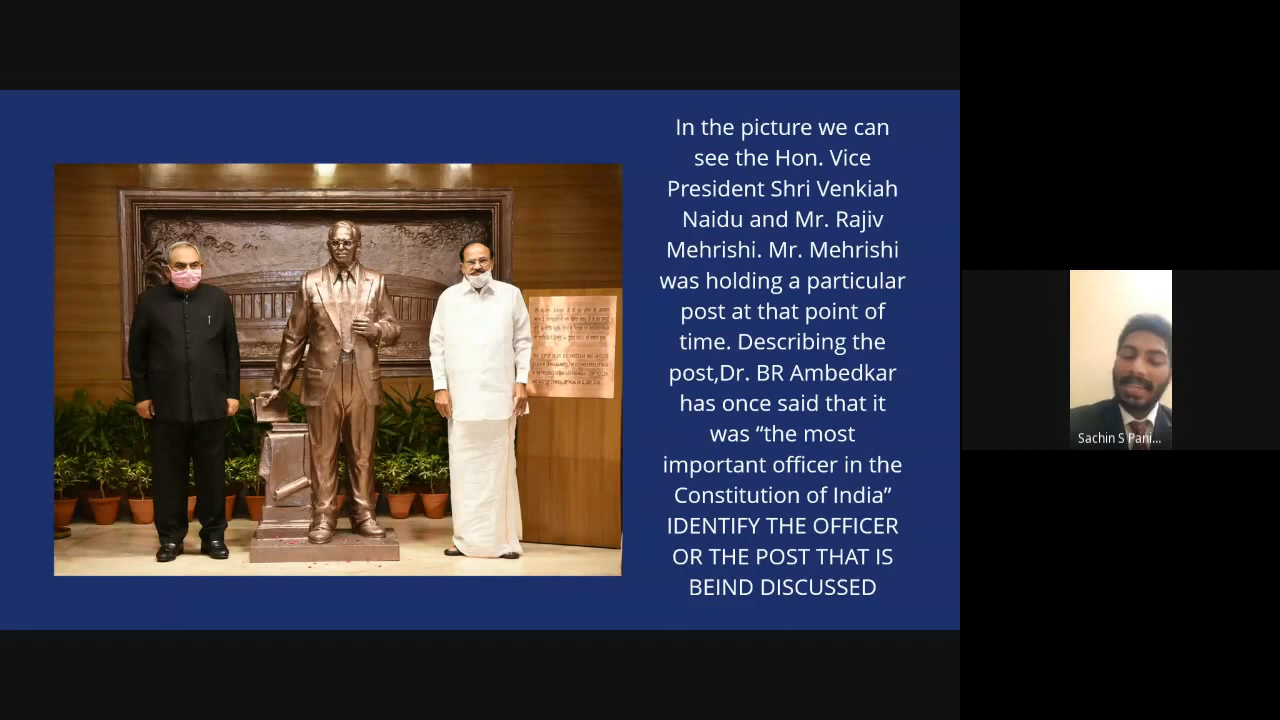 In the picture we can
see the Hon. Vice
President Shri Venkiah
Naidu and Mr. Rajiv
Mehrishi. Mr. Mehrishi
was holding a particular
post at that point of
time. Describing the
post,Dr. BR Ambedkar
has once said that it
was “the most
important officer in the
Constitution of India”
IDENTIFY THE OFFICER
OR THE POST THAT IS
BEIND DISCUSSED
Sachin S Pani...